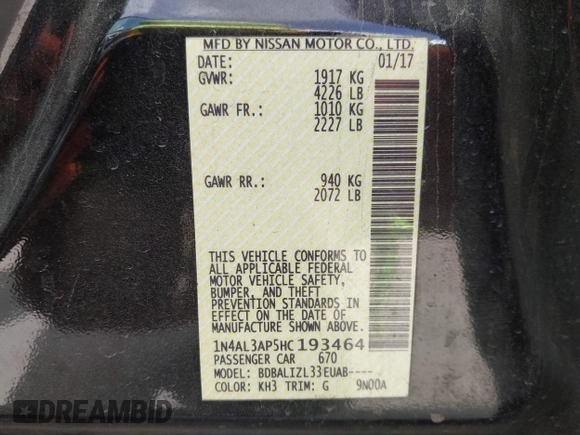 MFD BY NISSAN MOTOR CO., LTD.
DATE: 01/17
GVWR: 1917 KG
4226 LB
GAWR FR.: 1010 KG
2227 LB
GAWR RR.: 940 KG
2072 LB
THIS VEHICLE CONFORMS TO
ALL APPLICABLE FEDERAL
MOTOR VEHICLE SAFETY,
BUMPER, AND THEFT
PREVENTION STANDARDS IN
EFFECT ON THE DATE OF
MANUFACTURE SHOWN ABOVE.
1N4AL3AP5HC193464
PASSENGER CAR 670
MODEL: BDBALIZL33EUAB----
COLOR: KH3 TRIM: G 9N00A
DREAMBID